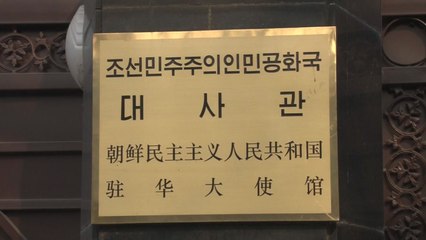 조선민주주의인민공화국
대 사 관
朝鲜民主主义人民共和国
驻 华 大 使 馆